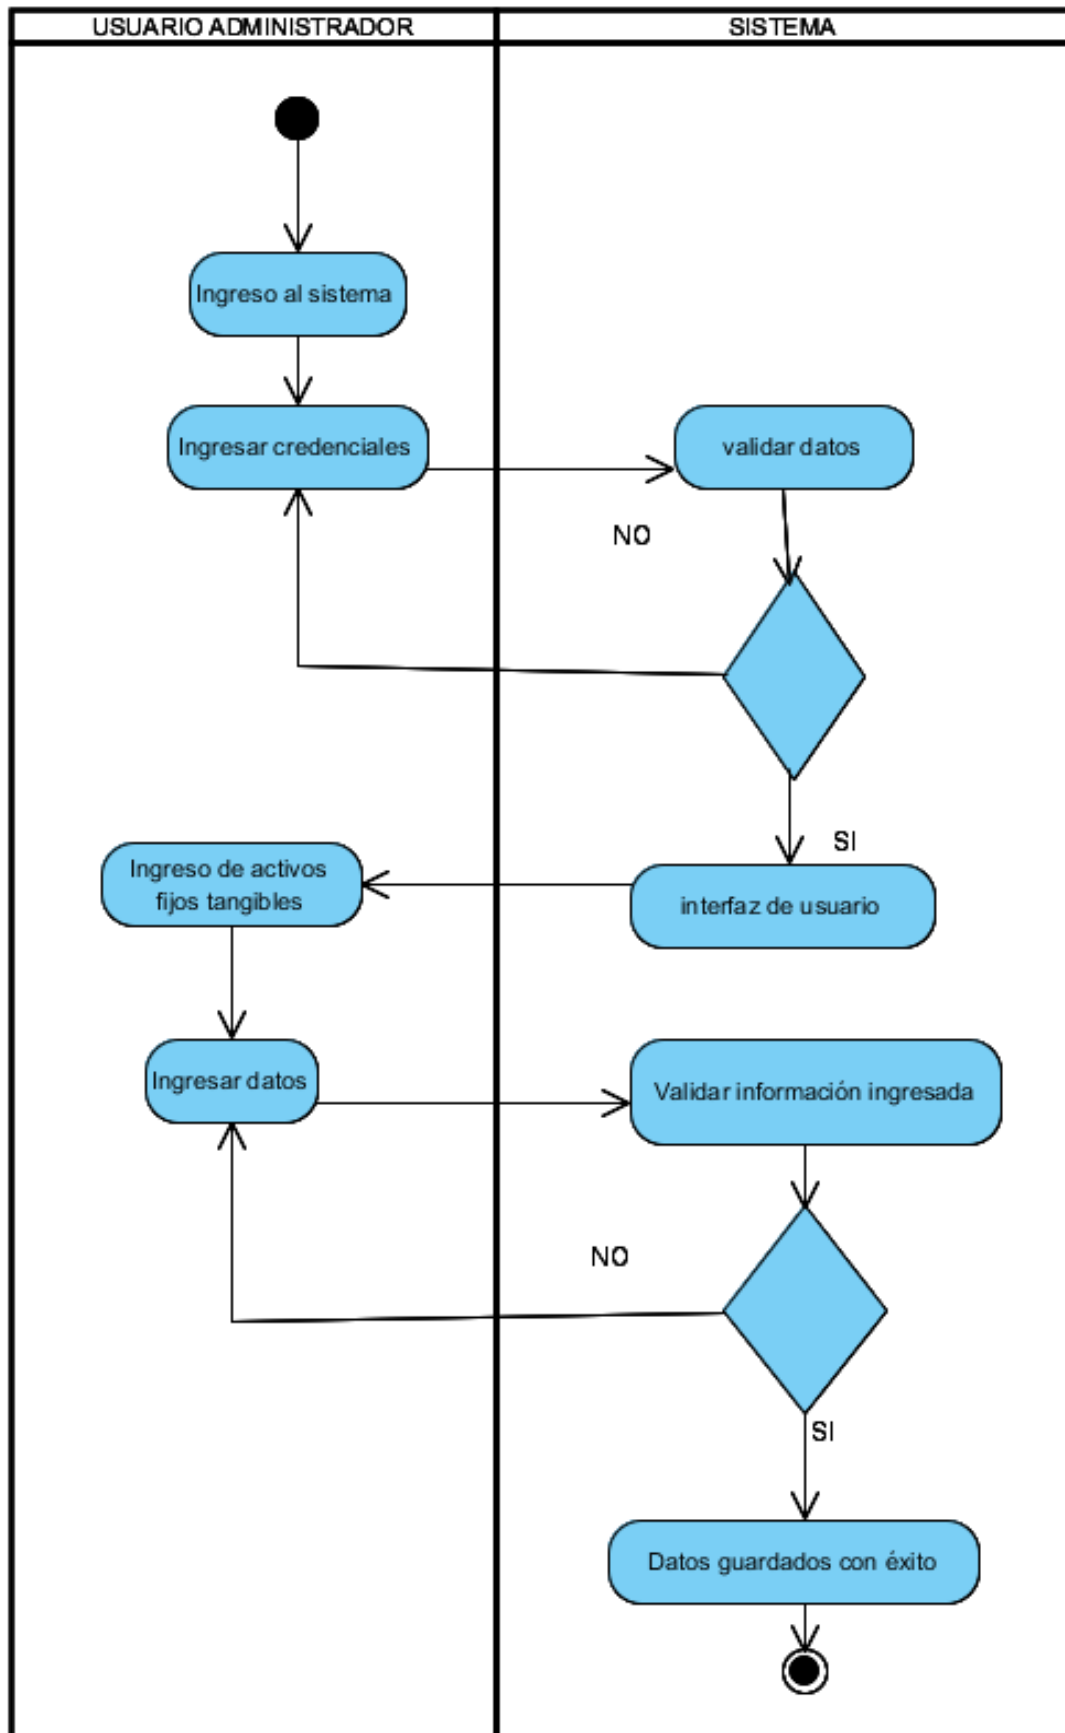 USUARIO ADMINISTRADOR
SISTEMA
Ingreso al sistema
Ingresar credenciales
validar datos
NO
SI
Ingreso de activos
fijos tangibles
interfaz de usuario
Ingresar datos
Validar información ingresada
NO
SI
Datos guardados con éxito